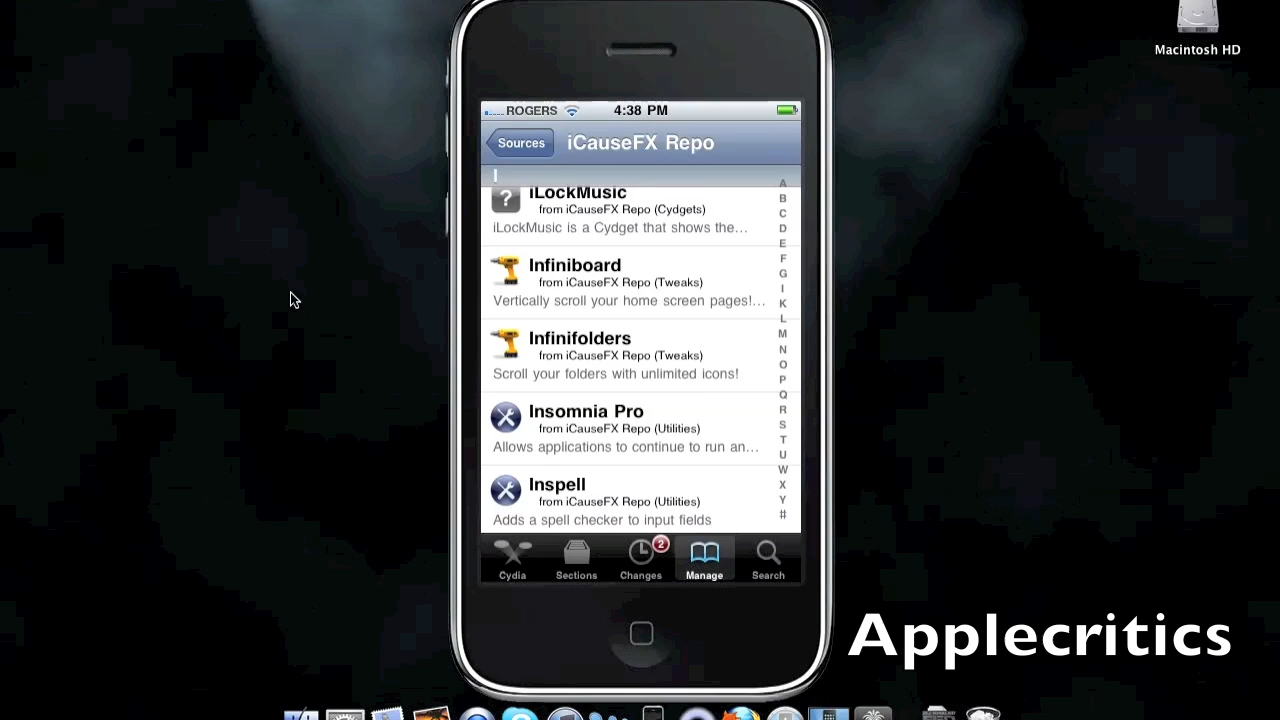 Macintosh HD
ROGERS 4:38 PM
Sources iCauseFX Repo
I
iLockMusic
from iCauseFX Repo (Cydgets)
iLockMusic is a Cydget that shows the…
Infiniboard
from iCauseFX Repo (Tweaks)
Vertically scroll your home screen pages!…
Infinifolders
from iCauseFX Repo (Tweaks)
Scroll your folders with unlimited icons!
Insomnia Pro
from iCauseFX Repo (Utilities)
Allows applications to continue to run an…
Inspell
from iCauseFX Repo (Utilities)
Adds a spell checker to input fields
A
B
C
D
E
F
G
I
K
L
M
N
O
P
Q
R
S
T
U
W
X
Y
#
2
Cydia Sections Changes Manage Search
Applecritics